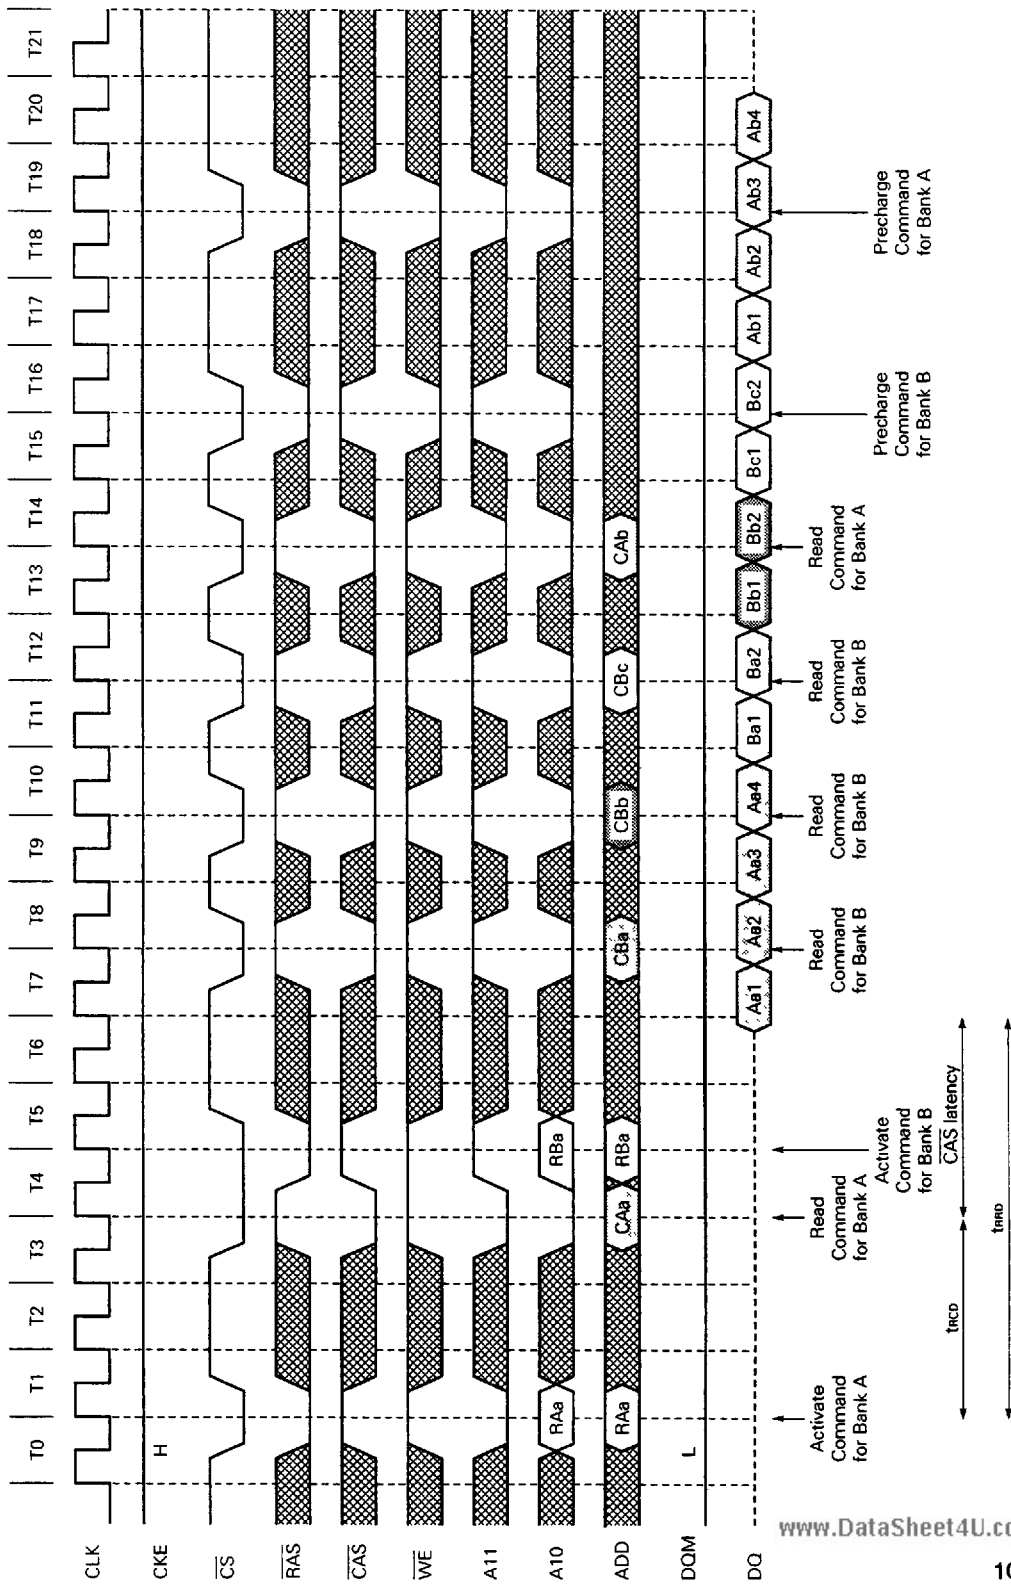 T0 T1 T2 T3 T4 T5 T6 T7 T8 T9 T10 T11 T12 T13 T14 T15 T16 T17 T18 T19 T20 T21
CLK
CKE H
CS
RAS
CAS
WE
A11
A10 RAa RBa
ADD RAa CAa RBa CBa CBb CBc CAb
DQM L
DQ Aa1 Aa2 Aa3 Aa4 Ba1 Ba2 Bb1 Bb2 Bc1 Bc2 Ab1 Ab2 Ab3 Ab4
Activate
Command
for Bank A
Read
Command
for Bank A
Activate
Command
for Bank B
Read
Command
for Bank B
Read
Command
for Bank B
Read
Command
for Bank B
Read
Command
for Bank A
Precharge
Command
for Bank B
Precharge
Command
for Bank A
tRCD
CAS latency
tRRD
www.DataSheet4U.co
10